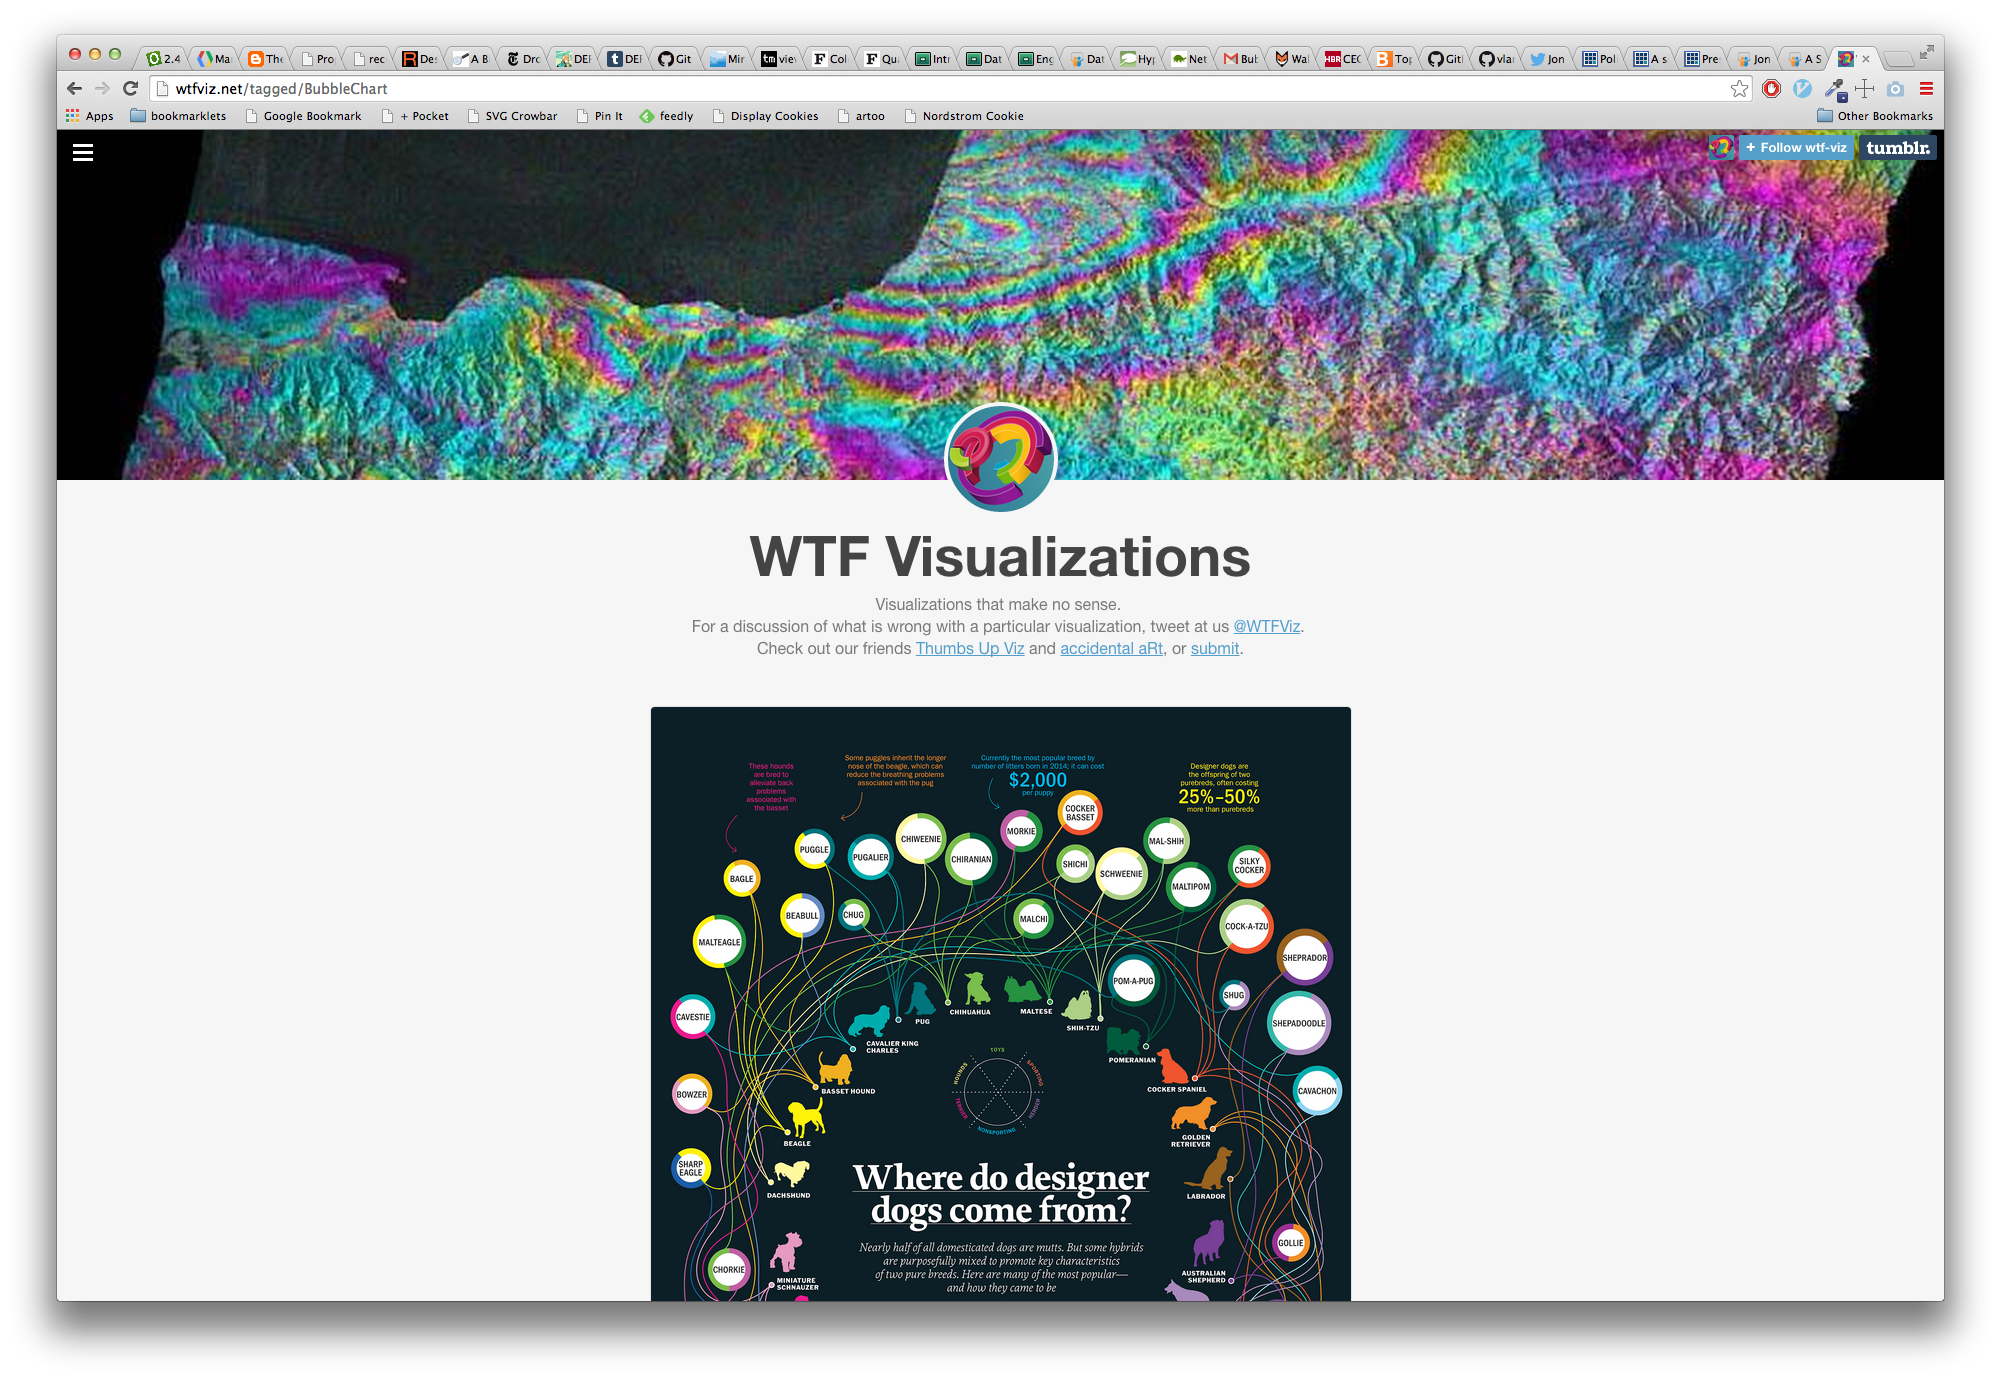 2.4
Ma
The
Pro
rec
Des
A B
Drc
DEF
DEF
Git
Mir
tm vie
F Col
F Qu
Intr
Dat
Eng
Dat
Hy
Net
Bub
Wal
HBR CEC
Top
Git
vla
Jon
Pol
A s
Pre
Jon
A S
wtfviz.net/tagged/BubbleChart
Apps
bookmarklets
Google Bookmark
+ Pocket
SVG Crowbar
Pin It
feedly
Display Cookies
artoo
Nordstrom Cookie
Other Bookmarks
+ Follow wtf-viz
tumblr.
WTF Visualizations
Visualizations that make no sense.
For a discussion of what is wrong with a particular visualization, tweet at us @WTFViz.
Check out our friends Thumbs Up Viz and accidental aRt, or submit.
These hounds
are bred to
alleviate back
problems
associated with
the basset
Some puggles inherit the longer
nose of the beagle, which can
reduce the breathing problems
associated with the pug
Currently the most popular breed by
number of litters born in 2014; it can cost
$2,000
per puppy
Designer dogs are
the offspring of two
purebreds, often costing
25%–50%
more than purebreds
COCKER
BASSET
MORKIE
CHIWEENIE
PUGGLE
PUGALIER
CHIRANIAN
SHICHI
SCHWEENIE
MAL-SHIH
MALTIPOM
SILKY
COCKER
BAGLE
BEABULL
CHUG
MALCHI
COCK-A-TZU
MALTEAGLE
SHEPRADOR
POM-A-PUG
SHUG
CAVESTIE
SHEPADOODLE
PUG
CHIHUAHUA
MALTESE
SHIH-TZU
CAVALIER KING
CHARLES
POMERANIAN
BASSET HOUND
COCKER SPANIEL
BOWZER
CAVACHON
TOYS
SPORTING
HERDER
NONSPORTING
TERRIER
HOUNDS
BEAGLE
GOLDEN
RETRIEVER
SHARP
EAGLE
DACHSHUND
LABRADOR
Where do designer
dogs come from?
Nearly half of all domesticated dogs are mutts. But some hybrids
are purposefully mixed to promote key characteristics
of two pure breeds. Here are many of the most popular—
and how they came to be
CHORKIE
MINIATURE
SCHNAUZER
GOLLIE
AUSTRALIAN
SHEPHERD